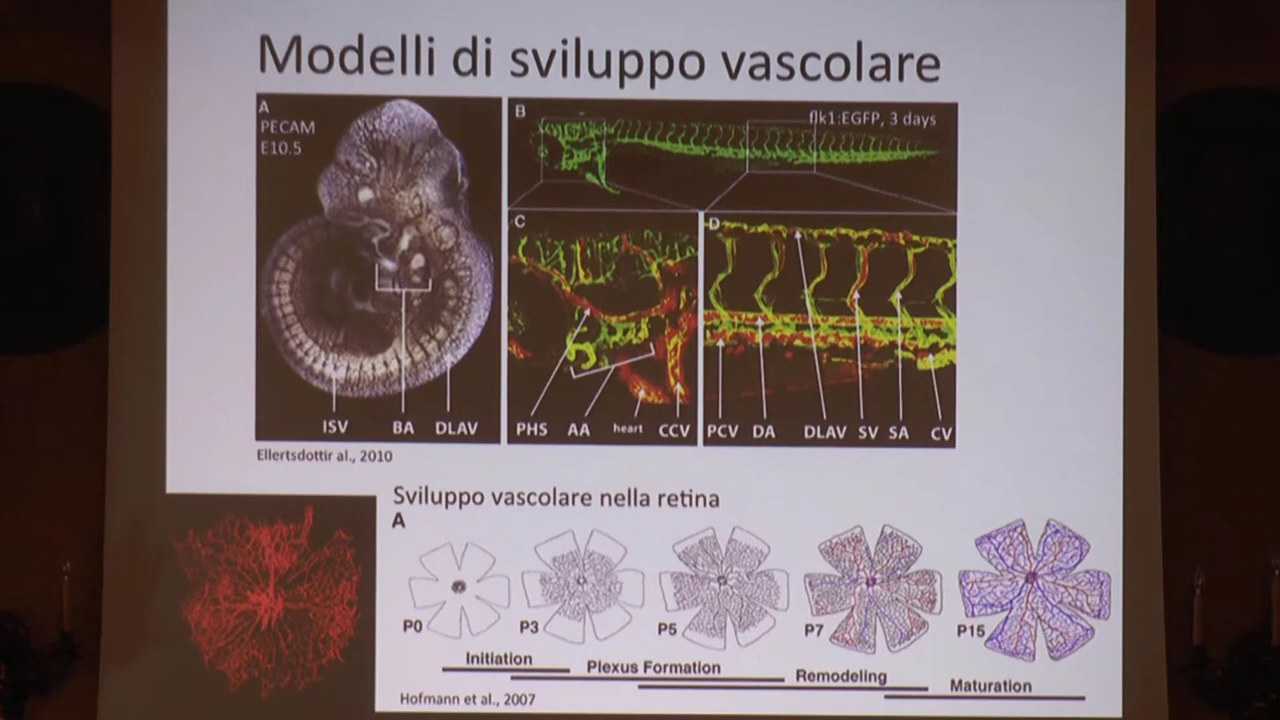 Modelli di sviluppo vascolare
A
PECAM
E10.5
ISV BA DLAV
B
flk1:EGFP, 3 days
C
PHS AA heart CCV
D
PCV DA DLAV SV SA CV
Ellertsdottir al., 2010
Sviluppo vascolare nella retina
A
P0 P3 P5 P7 P15
Initiation
Plexus Formation
Remodeling
Maturation
Hofmann et al., 2007